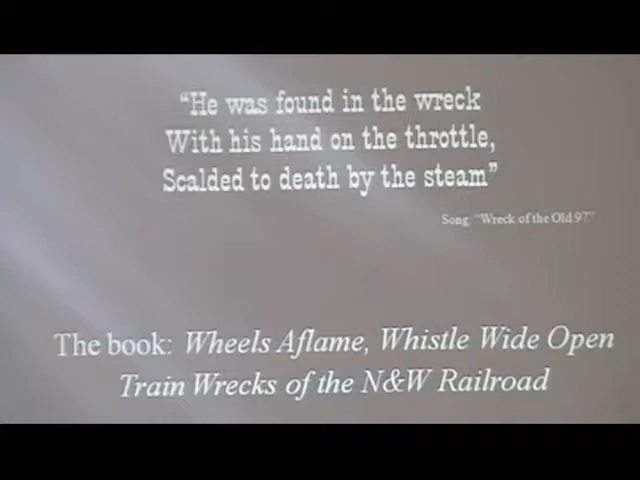 “He was found in the wreck
With his hand on the throttle,
Scalded to death by the steam”
Song: "Wreck of the Old 97"
The book: Wheels Aflame, Whistle Wide Open
Train Wrecks of the N&W Railroad